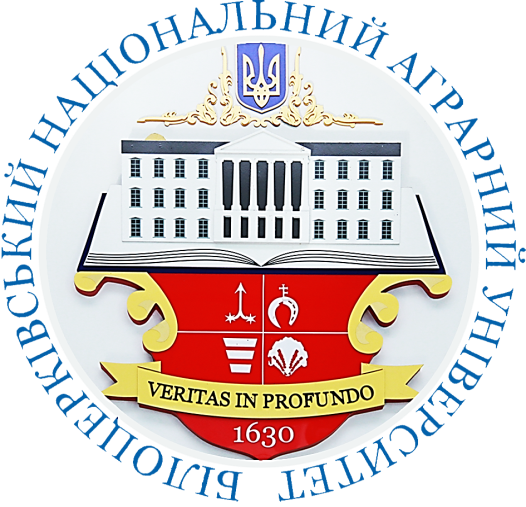 БІЛОЦЕРКІВСЬКИЙ НАЦІОНАЛЬНИЙ АГРАРНИЙ УНІВЕРСИТЕТ
VERITAS IN PROFUNDO
1630